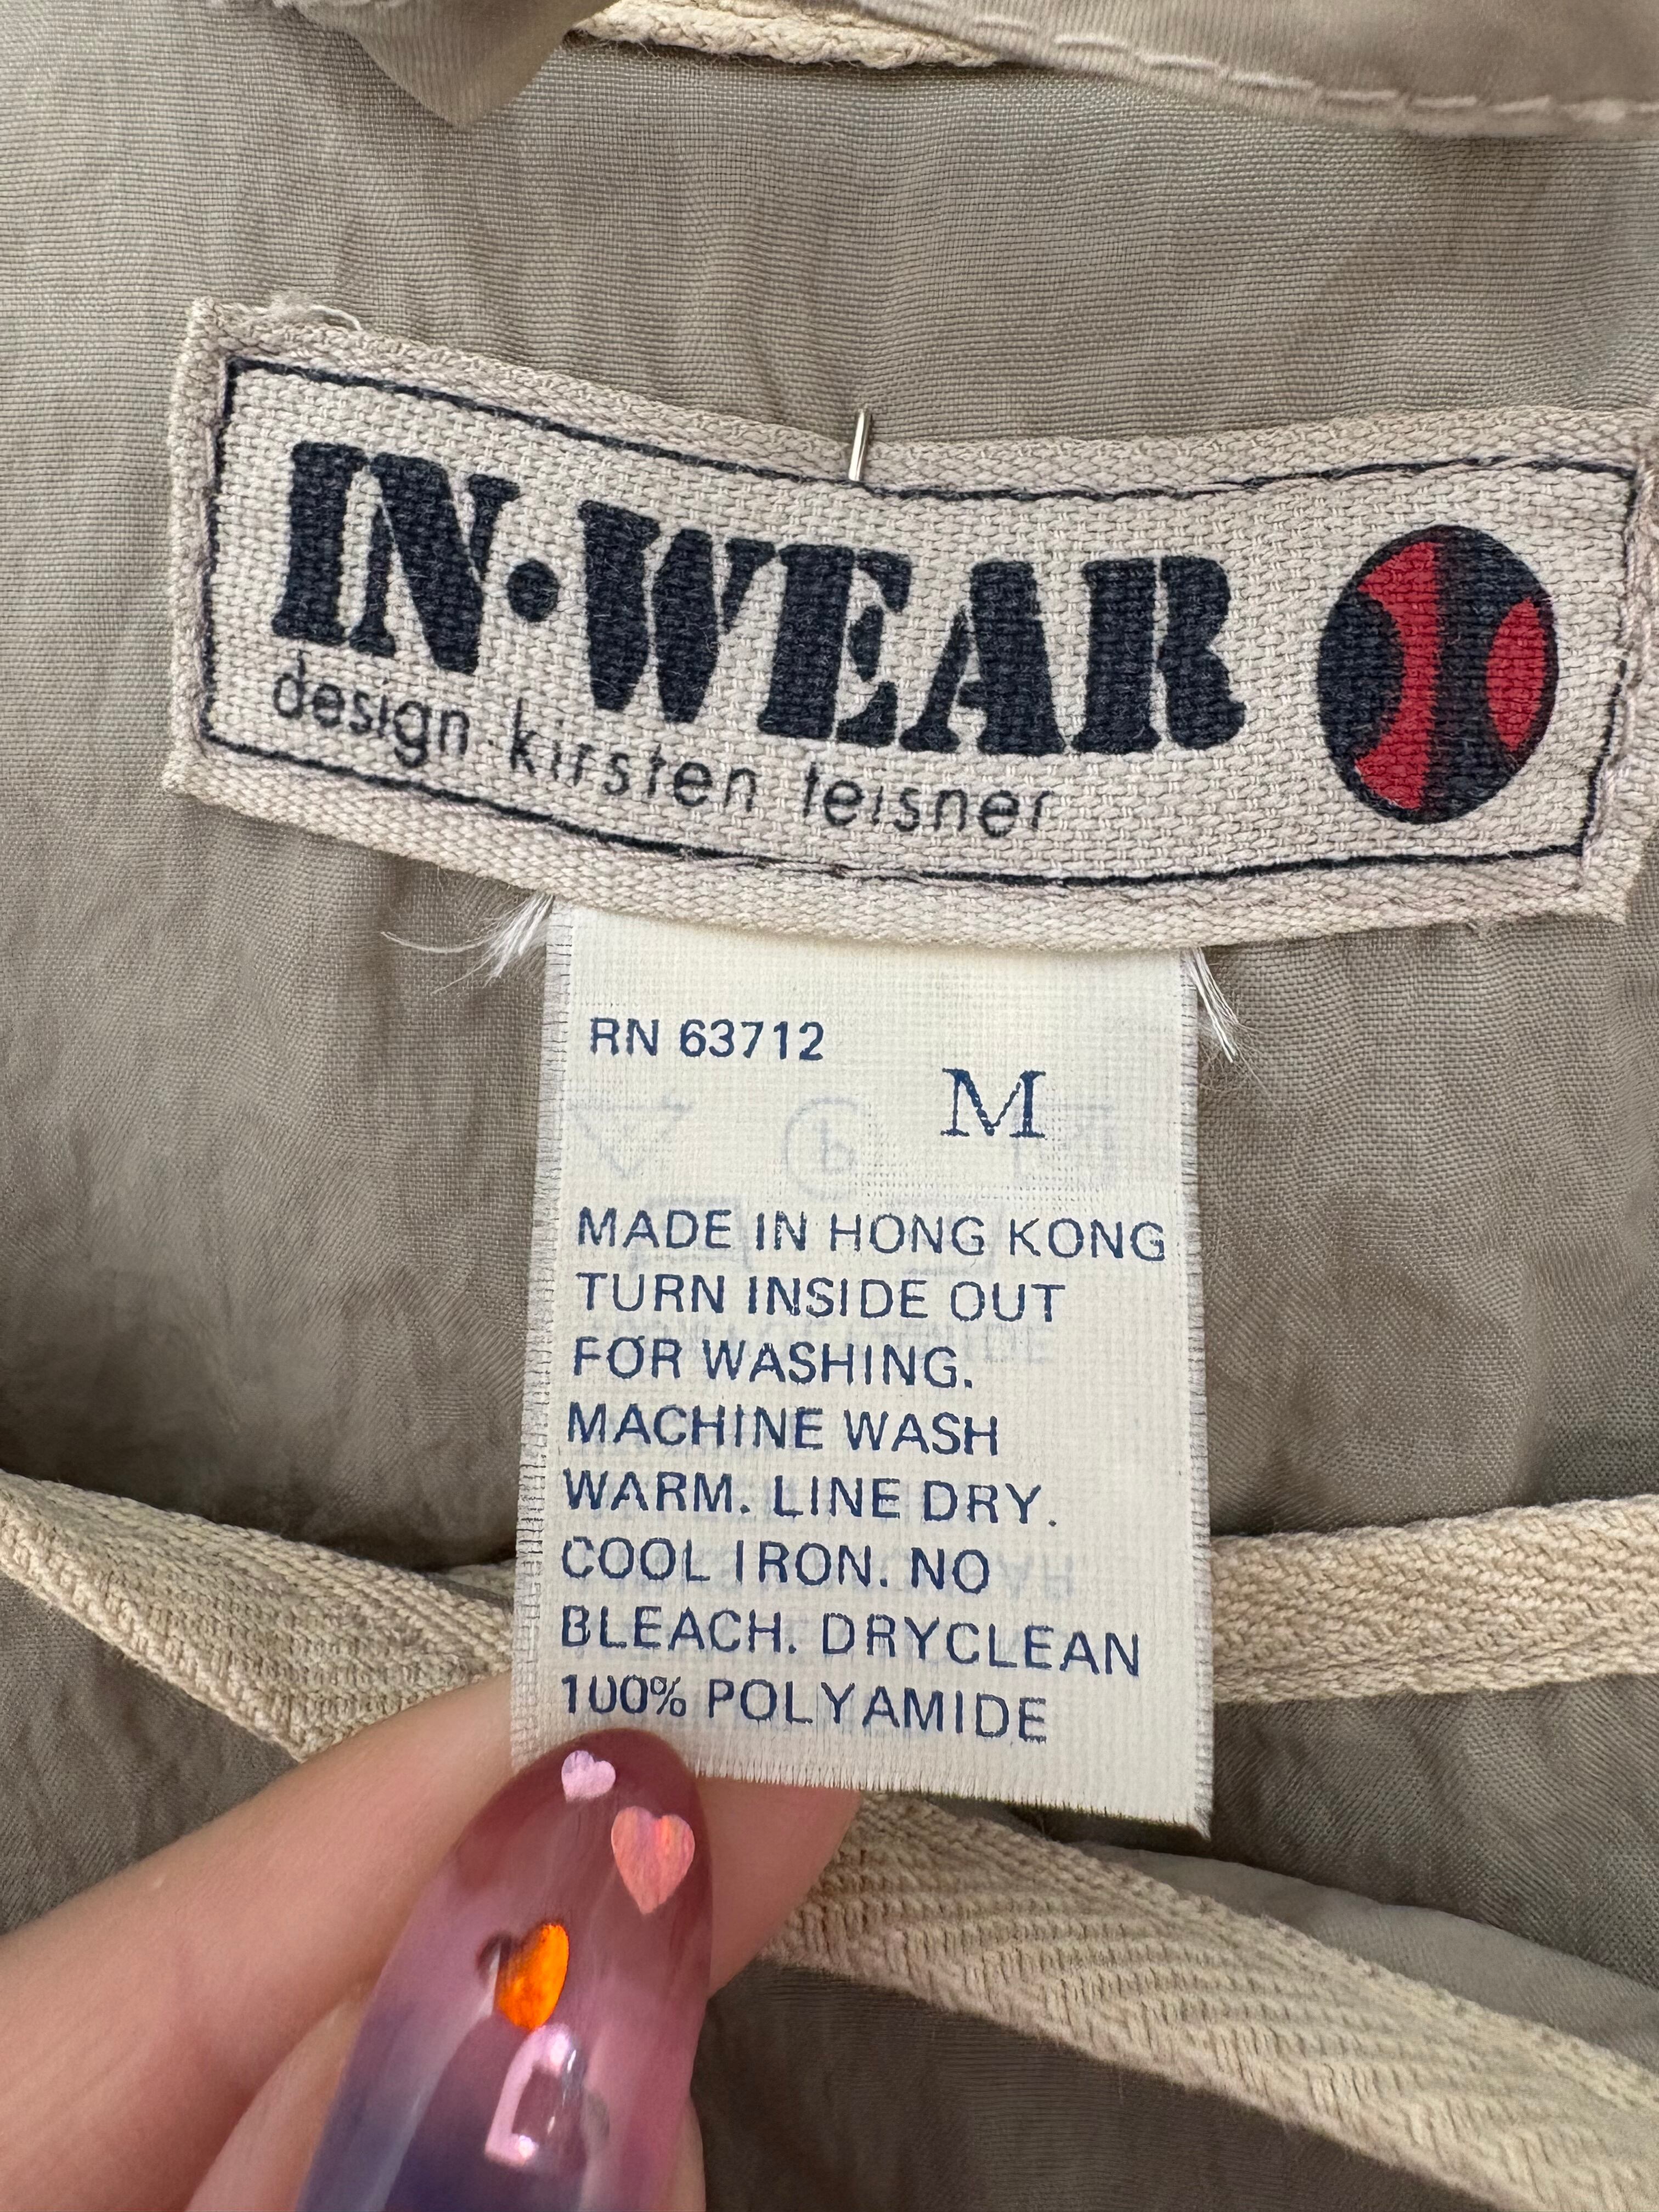 IN·WEAR
design kirsten teisner
RN 63712
M
MADE IN HONG KONG
TURN INSIDE OUT
FOR WASHING.
MACHINE WASH
WARM. LINE DRY.
COOL IRON. NO
BLEACH. DRYCLEAN
100% POLYAMIDE